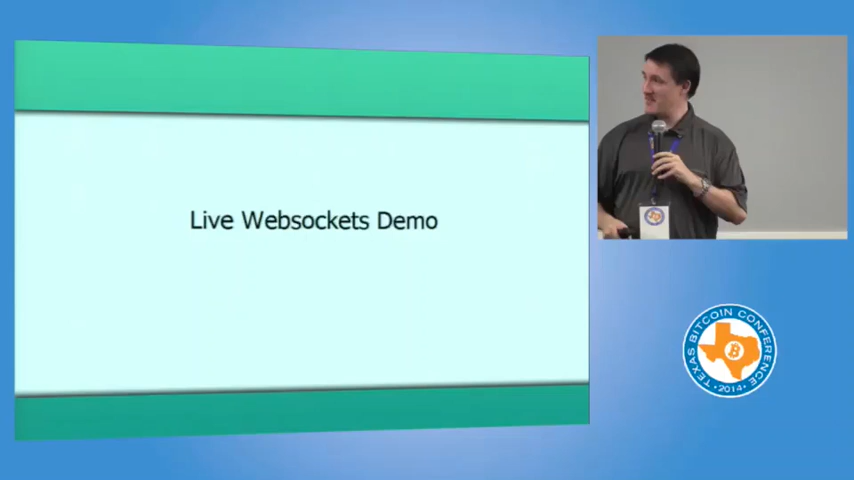 Live Websockets Demo
TEXAS BITCOIN CONFERENCE
• 2014 •